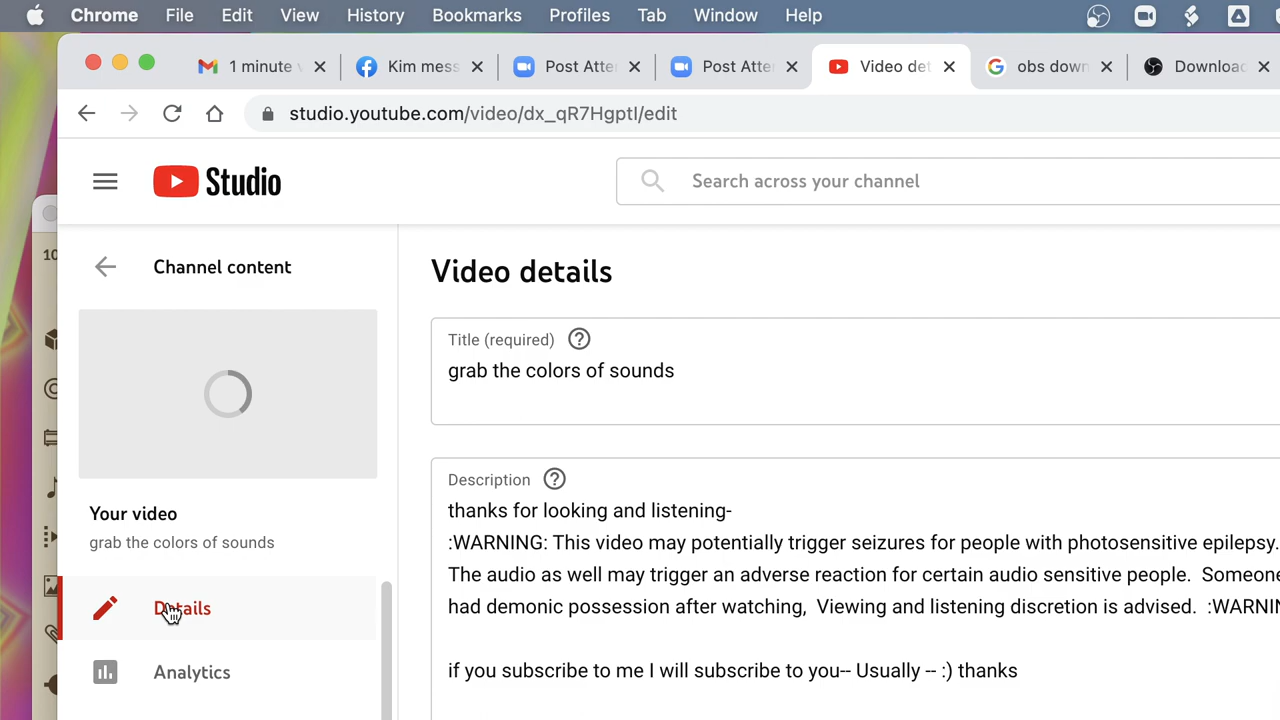 Chrome File Edit View History Bookmarks Profiles Tab Window Help
1 minute Kim mess Post Atte Post Atte Video det obs down Downloac
studio.youtube.com/video/dx_qR7HgptI/edit
Studio
Search across your channel
Channel content
Video details
Title (required)
grab the colors of sounds
Description
thanks for looking and listening-
:WARNING: This video may potentially trigger seizures for people with photosensitive epilepsy.
The audio as well may trigger an adverse reaction for certain audio sensitive people. Someone
had demonic possession after watching, Viewing and listening discretion is advised. :WARNIN
if you subscribe to me I will subscribe to you-- Usually -- :) thanks
Your video
grab the colors of sounds
Details
Analytics
10